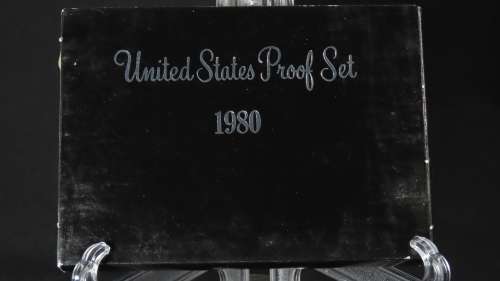 United States Proof Set
1980